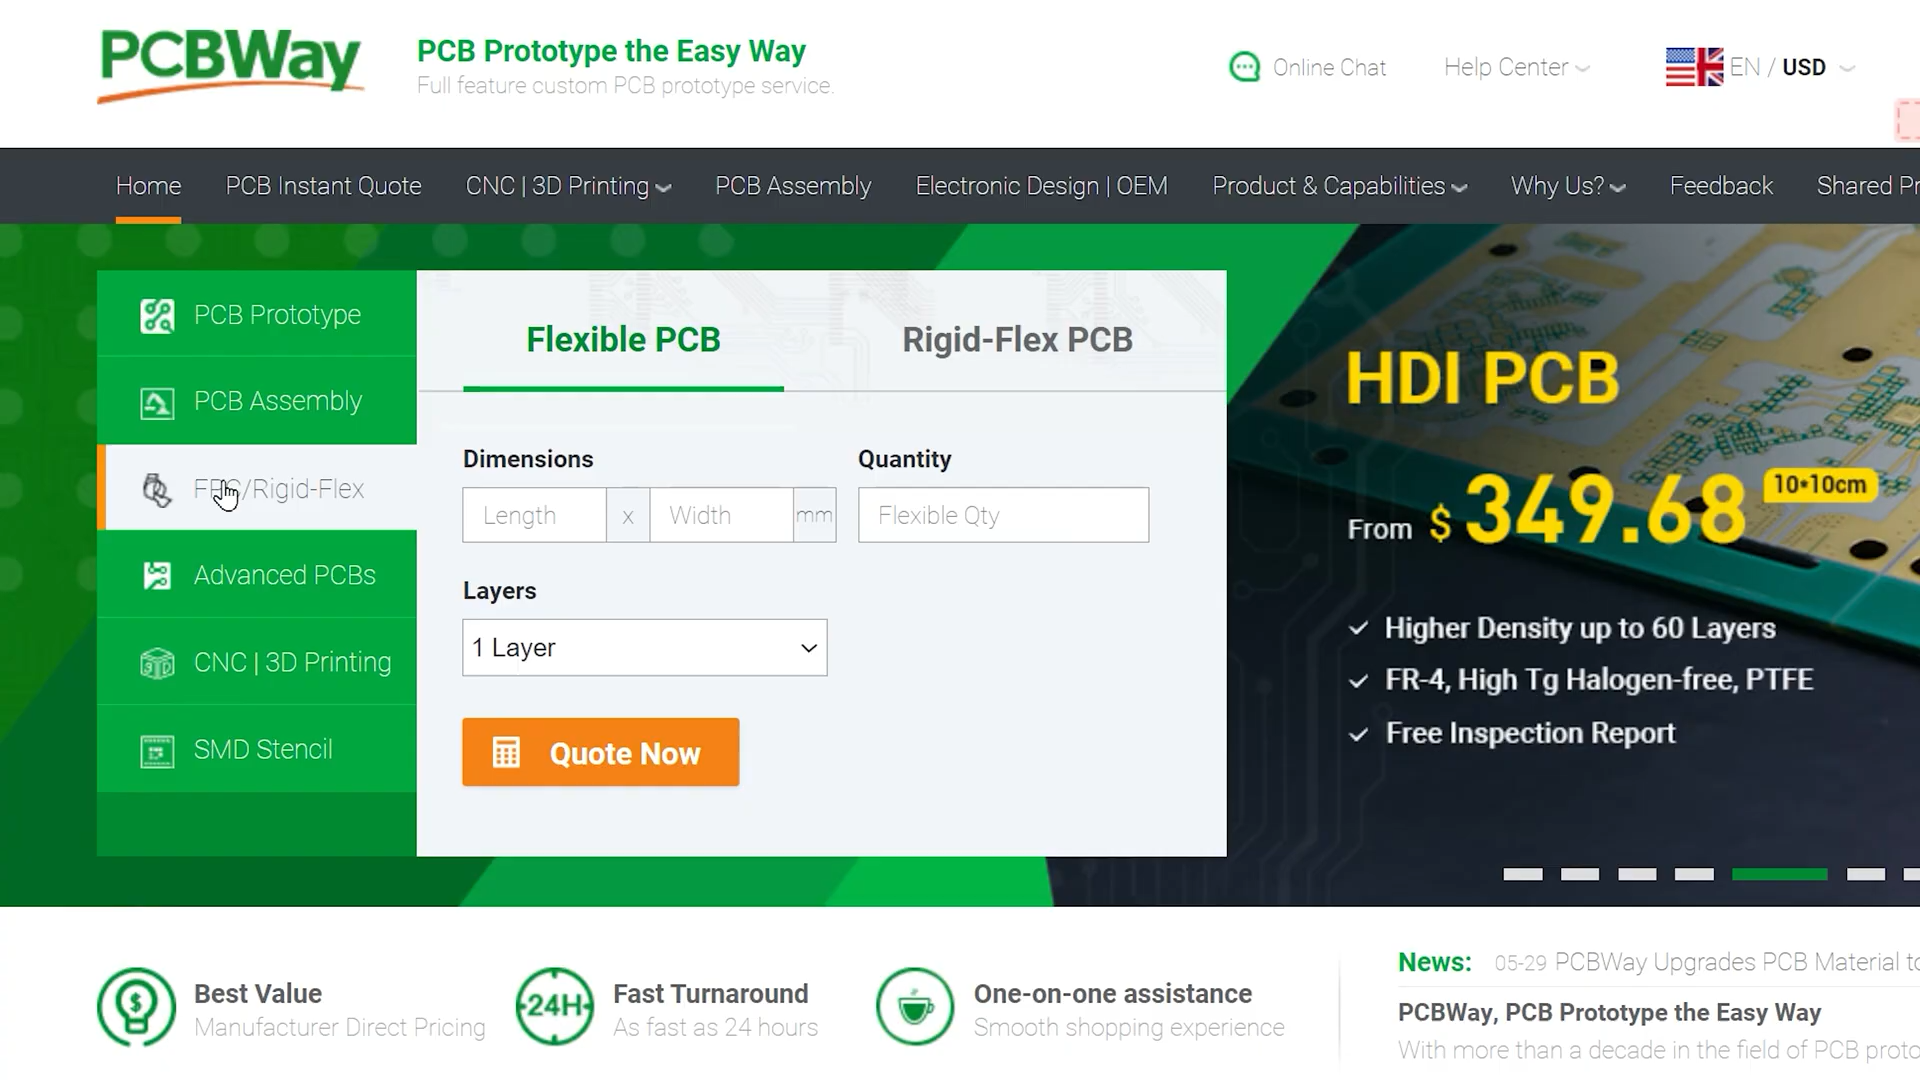 PCBWay
PCB Prototype the Easy Way
Full feature custom PCB prototype service.
Online Chat
Help Center
EN / USD
Home
PCB Instant Quote
CNC | 3D Printing
PCB Assembly
Electronic Design | OEM
Product & Capabilities
Why Us?
Feedback
Shared Pr
PCB Prototype
PCB Assembly
FPC/Rigid-Flex
Advanced PCBs
CNC | 3D Printing
SMD Stencil
Flexible PCB
Rigid-Flex PCB
Dimensions
Quantity
Length x Width mm
Flexible Qty
Layers
1 Layer
Quote Now
HDI PCB
From $ 349.68 10*10cm
Higher Density up to 60 Layers
FR-4, High Tg Halogen-free, PTFE
Free Inspection Report
Best Value
Manufacturer Direct Pricing
24H
Fast Turnaround
As fast as 24 hours
One-on-one assistance
Smooth shopping experience
News: 05-29 PCBWay Upgrades PCB Material to
PCBWay, PCB Prototype the Easy Way
With more than a decade in the field of PCB proto